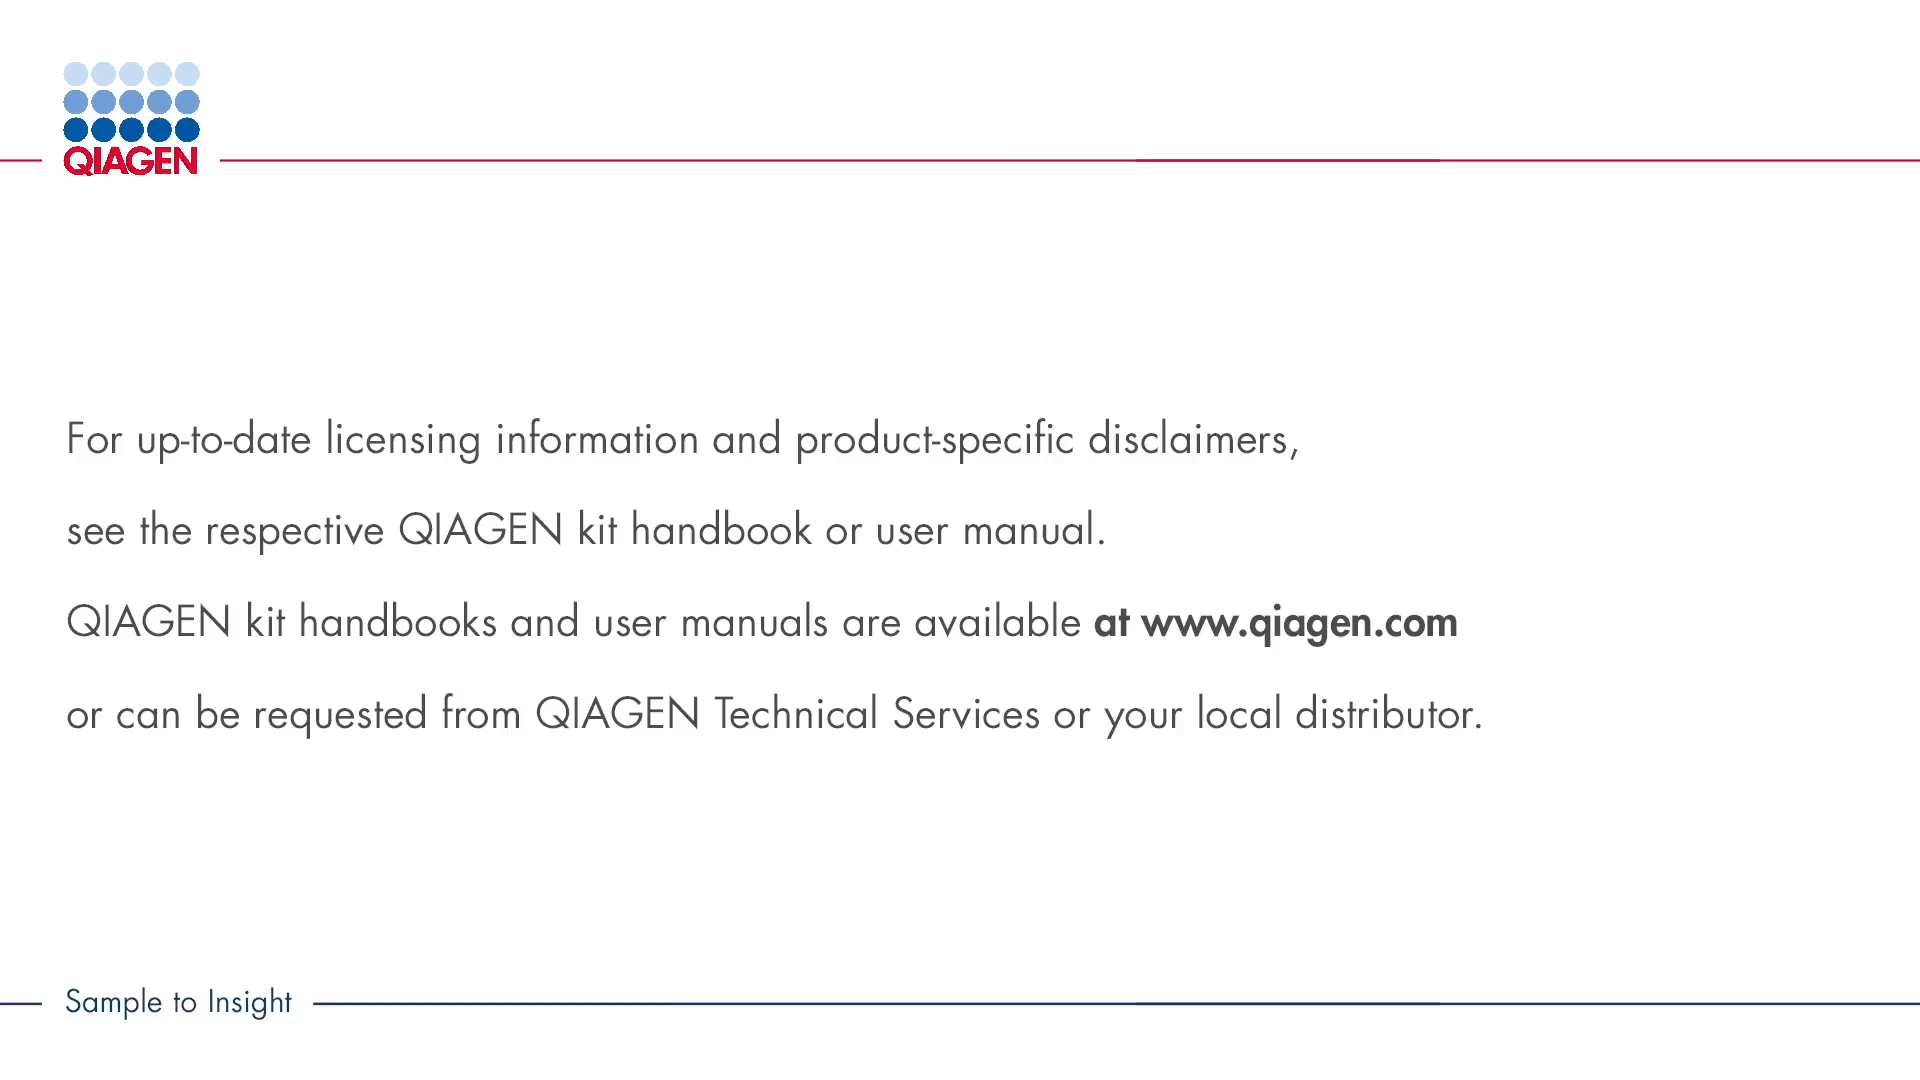 QIAGEN
For up-to-date licensing information and product-specific disclaimers,
see the respective QIAGEN kit handbook or user manual.
QIAGEN kit handbooks and user manuals are available at www.qiagen.com
or can be requested from QIAGEN Technical Services or your local distributor.
Sample to Insight